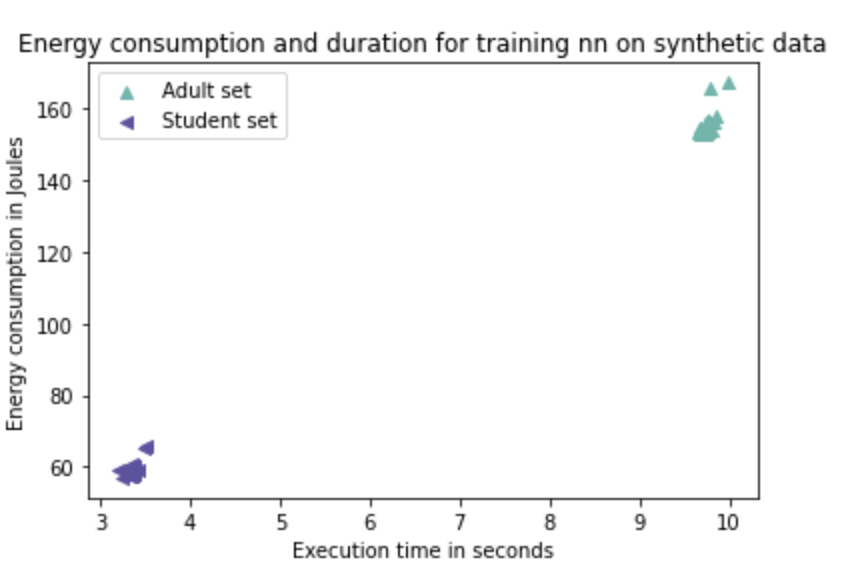 Energy consumption and duration for training nn on synthetic data
Adult set
Student set
Energy consumption in Joules
160
140
120
100
80
60
3 4 5 6 7 8 9 10
Execution time in seconds